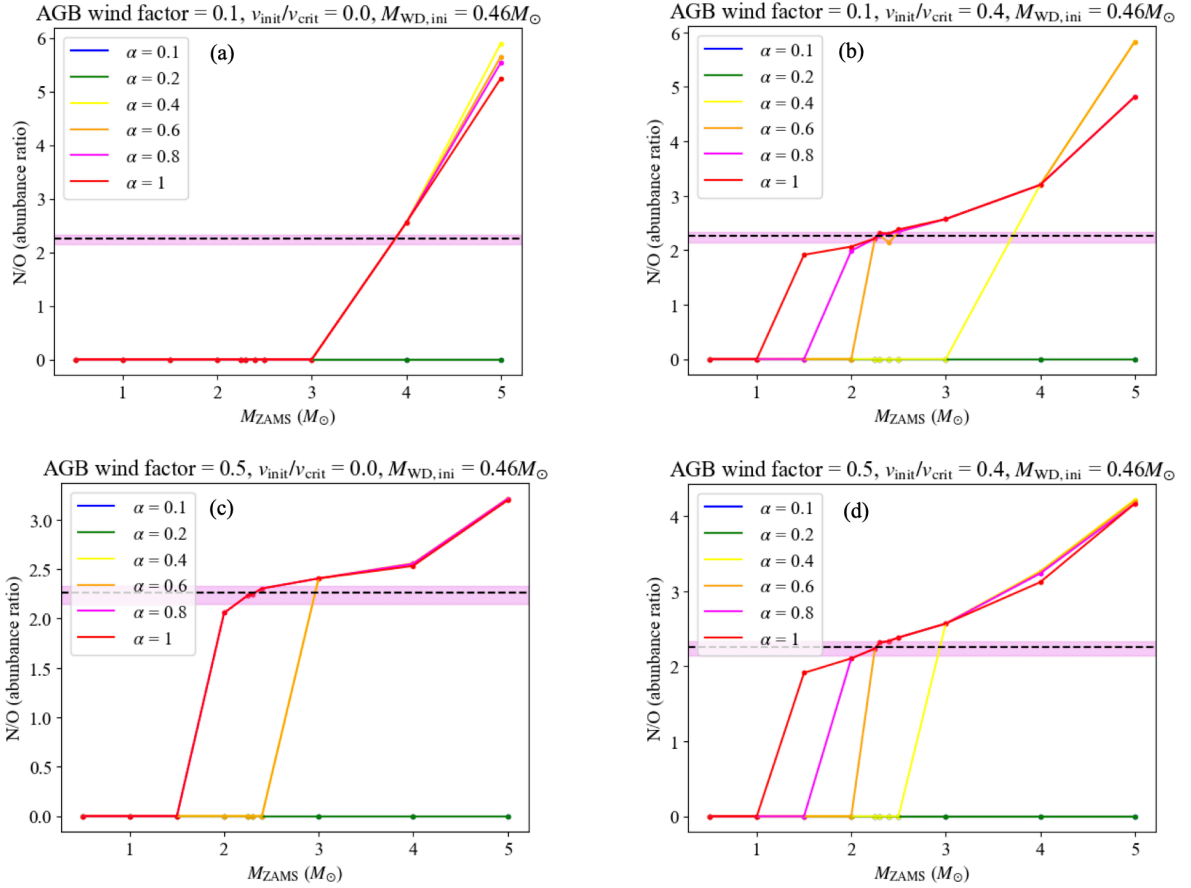 AGB wind factor = 0.1, v_init/v_crit = 0.0, M_WD, ini = 0.46M_⊙
(a)
α = 0.1
α = 0.2
α = 0.4
α = 0.6
α = 0.8
α = 1
N/O (abunbance ratio)
6
5
4
3
2
1
0
1 2 3 4 5
M_ZAMS (M_⊙)
AGB wind factor = 0.1, v_init/v_crit = 0.4, M_WD, ini = 0.46M_⊙
(b)
α = 0.1
α = 0.2
α = 0.4
α = 0.6
α = 0.8
α = 1
N/O (abunbance ratio)
6
5
4
3
2
1
0
1 2 3 4 5
M_ZAMS (M_⊙)
AGB wind factor = 0.5, v_init/v_crit = 0.0, M_WD, ini = 0.46M_⊙
(c)
α = 0.1
α = 0.2
α = 0.4
α = 0.6
α = 0.8
α = 1
N/O (abunbance ratio)
3.0
2.5
2.0
1.5
1.0
0.5
0.0
1 2 3 4 5
M_ZAMS (M_⊙)
AGB wind factor = 0.5, v_init/v_crit = 0.4, M_WD, ini = 0.46M_⊙
(d)
α = 0.1
α = 0.2
α = 0.4
α = 0.6
α = 0.8
α = 1
N/O (abunbance ratio)
4
3
2
1
0
1 2 3 4 5
M_ZAMS (M_⊙)